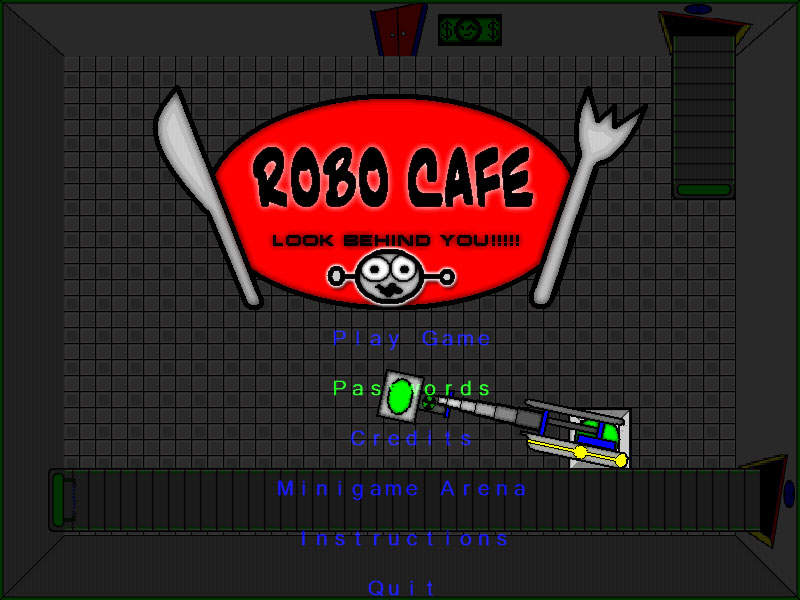 $ $
ROBO CAFE
LOOK BEHIND YOU!!!!!
Play Game
Passwords
Credits
Minigame Arena
Instructions
Quit